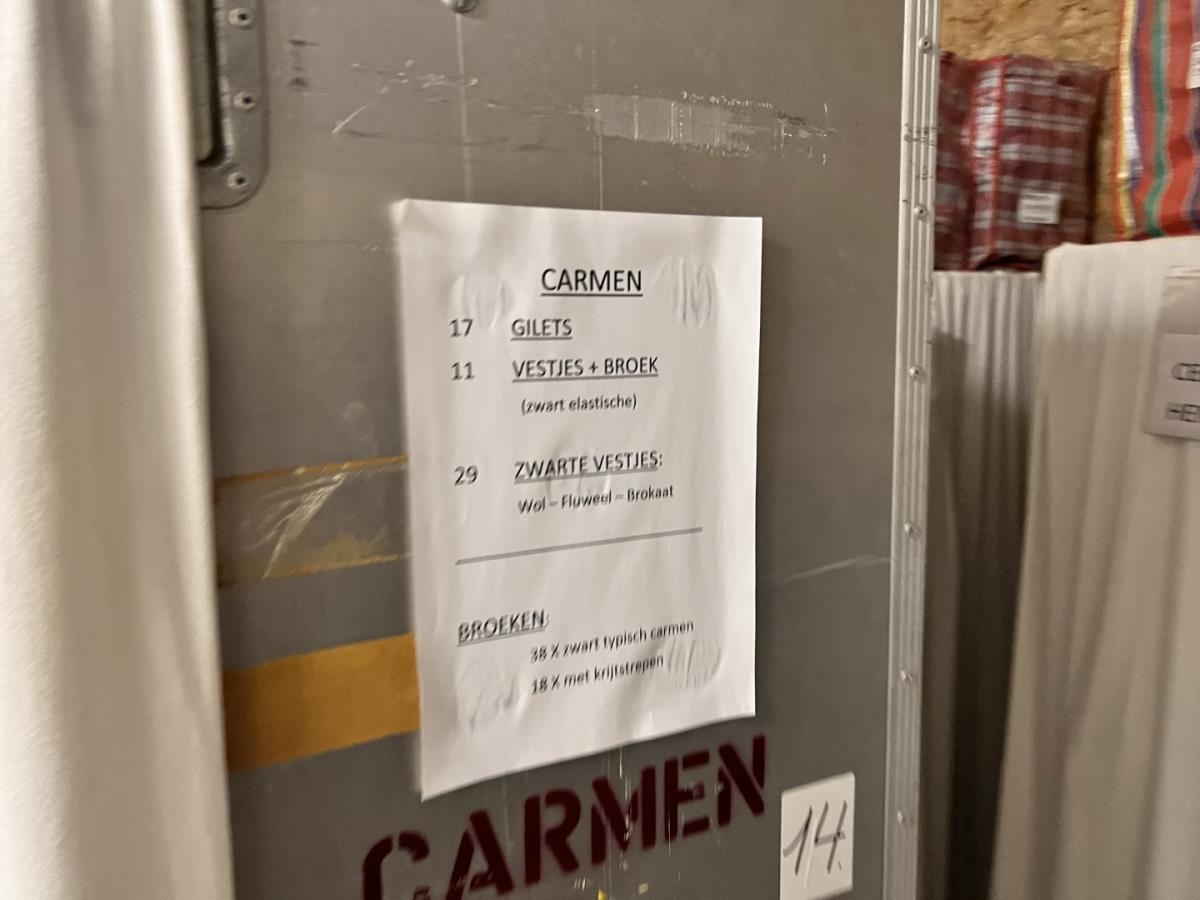 CARMEN
17 GILETS
11 VESTJES + BROEK
(zwart elastische)
29 ZWARTE VESTJES:
Wol – Fluweel – Brokaat
BROEKEN:
38 X zwart typisch carmen
18 X met krijtstrepen
CARMEN
14.